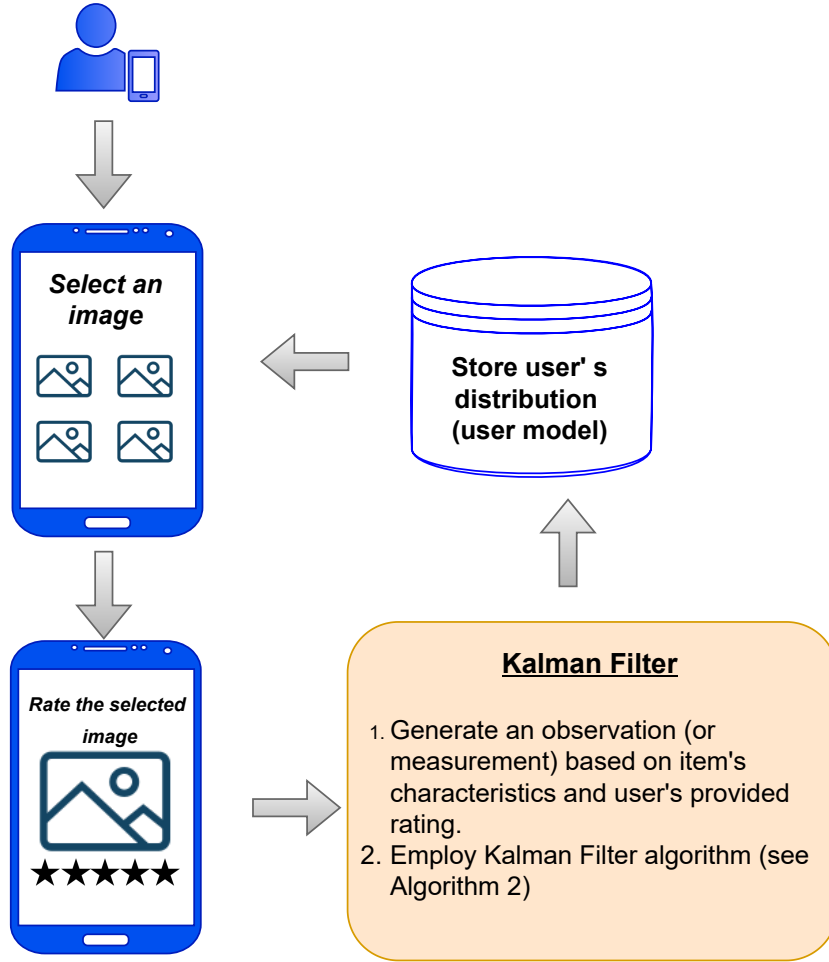 Select an
image
Store user' s
distribution
(user model)
Rate the selected
image
Kalman Filter
1. Generate an observation (or
measurement) based on item's
characteristics and user's provided
rating.
2. Employ Kalman Filter algorithm (see
Algorithm 2)